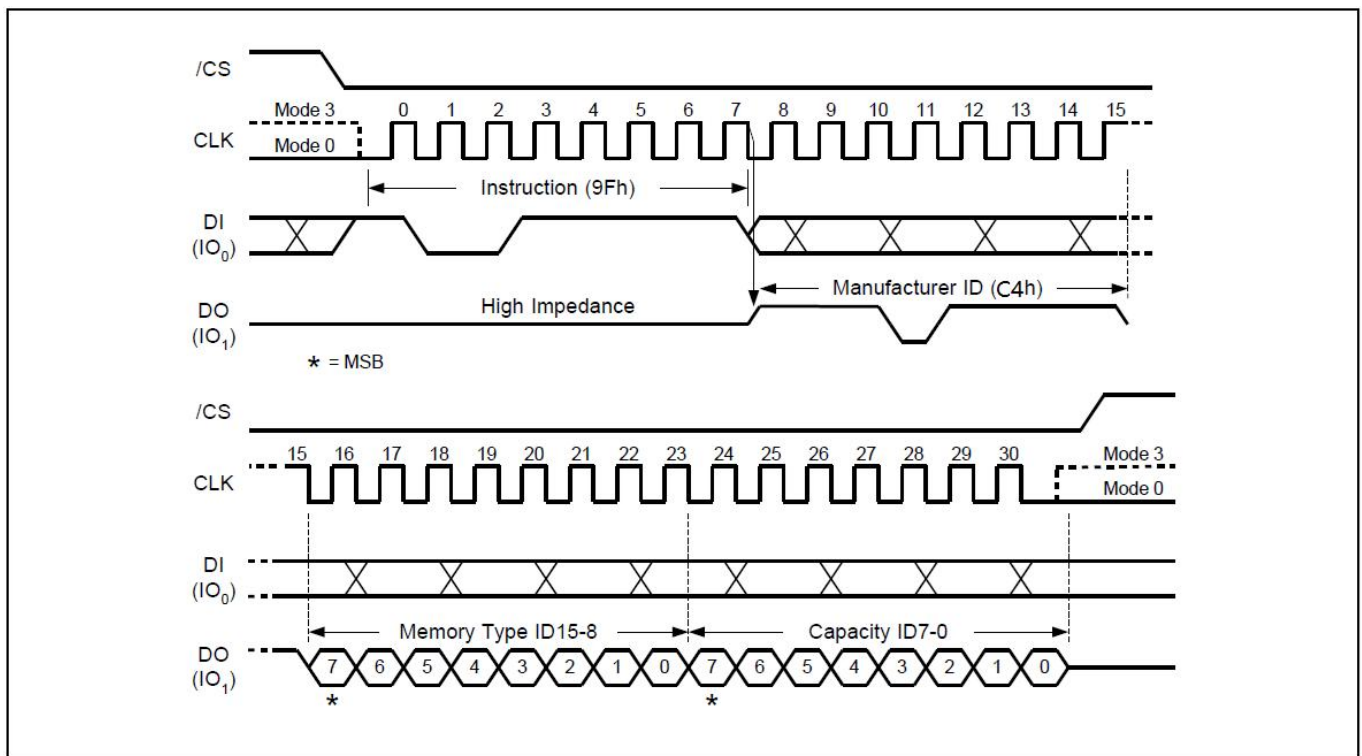 /CS
Mode 3 0 1 2 3 4 5 6 7 8 9 10 11 12 13 14 15
CLK
Mode 0
Instruction (9Fh)
DI
(IO0)
Manufacturer ID (C4h)
High Impedance
DO
(IO1)
* = MSB
/CS
15 16 17 18 19 20 21 22 23 24 25 26 27 28 29 30 Mode 3
CLK
Mode 0
DI
(IO0)
Memory Type ID15-8 Capacity ID7-0
DO
7 6 5 4 3 2 1 0 7 6 5 4 3 2 1 0
(IO1)
* *